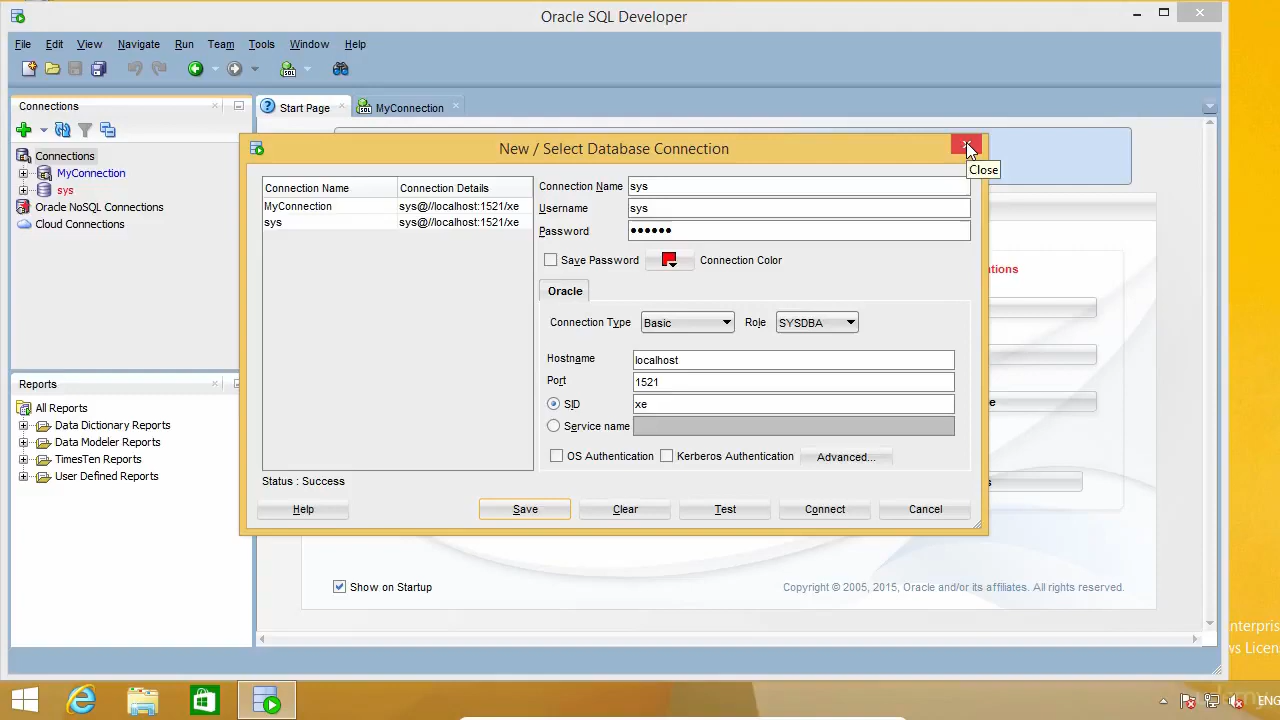 Oracle SQL Developer
File Edit View Navigate Run Team Tools Window Help
Connections
Start Page
MyConnection
Connections
MyConnection
sys
Oracle NoSQL Connections
Cloud Connections
Reports
All Reports
Data Dictionary Reports
Data Modeler Reports
TimesTen Reports
User Defined Reports
New / Select Database Connection
Close
Connection Name Connection Details
MyConnection sys@//localhost:1521/xe
sys sys@//localhost:1521/xe
Connection Name sys
Username sys
Password ••••••
Save Password Connection Color
Oracle
Connection Type Basic Role SYSDBA
Hostname localhost
Port 1521
SID xe
Service name
OS Authentication Kerberos Authentication Advanced...
Status : Success
Help Save Clear Test Connect Cancel
Show on Startup
Copyright © 2005, 2015, Oracle and/or its affiliates. All rights reserved.
ENG